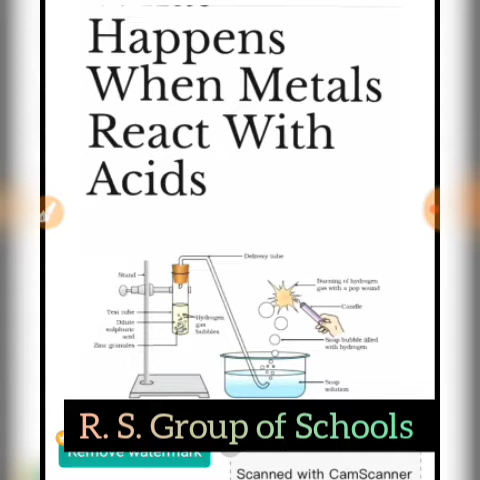 Happens
When Metals
React With
Acids
Delivery tube
Stand
Burning of hydrogen
gas with a pop sound
Candle
Test tube
Dilute
sulphuric
acid
Zinc granules
Hydrogen
gas
bubbles
Soap bubble filled
with hydrogen
Soap
solution
R. S. Group of Schools
Remove watermark
Scanned with CamScanner